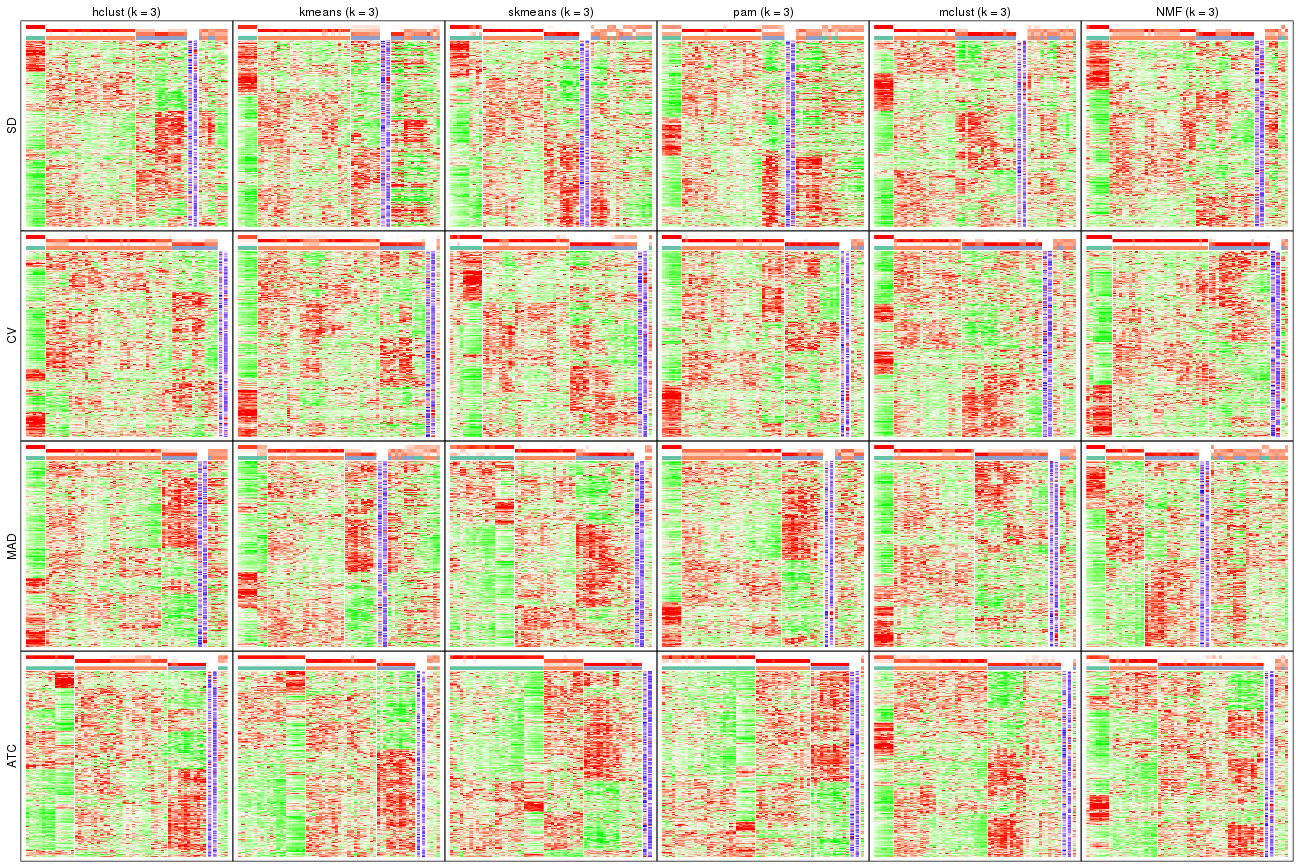 hclust (k = 3) kmeans (k = 3) skmeans (k = 3) pam (k = 3) mclust (k = 3) NMF (k = 3)
SD
CV
MAD
ATC